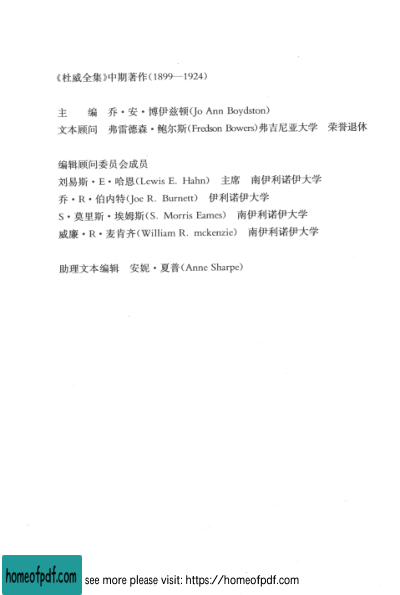 《杜威全集》中期著作(1899—1924)
主　编　乔·安·博伊兹顿(Jo Ann Boydston)
文本顾问　弗雷德森·鲍尔斯(Fredson Bowers)弗吉尼亚大学　荣誉退休
编辑顾问委员会成员
刘易斯·E·哈恩(Lewis E. Hahn)　主席　南伊利诺伊大学
乔·R·伯内特(Joe R. Burnett)　伊利诺伊大学
S·莫里斯·埃姆斯(S. Morris Eames)　南伊利诺伊大学
威廉·R·麦肯齐(William R. mckenzie)　南伊利诺伊大学
助理文本编辑　安妮·夏普(Anne Sharpe)
homeofpdf.com see more please visit: https://homeofpdf.com